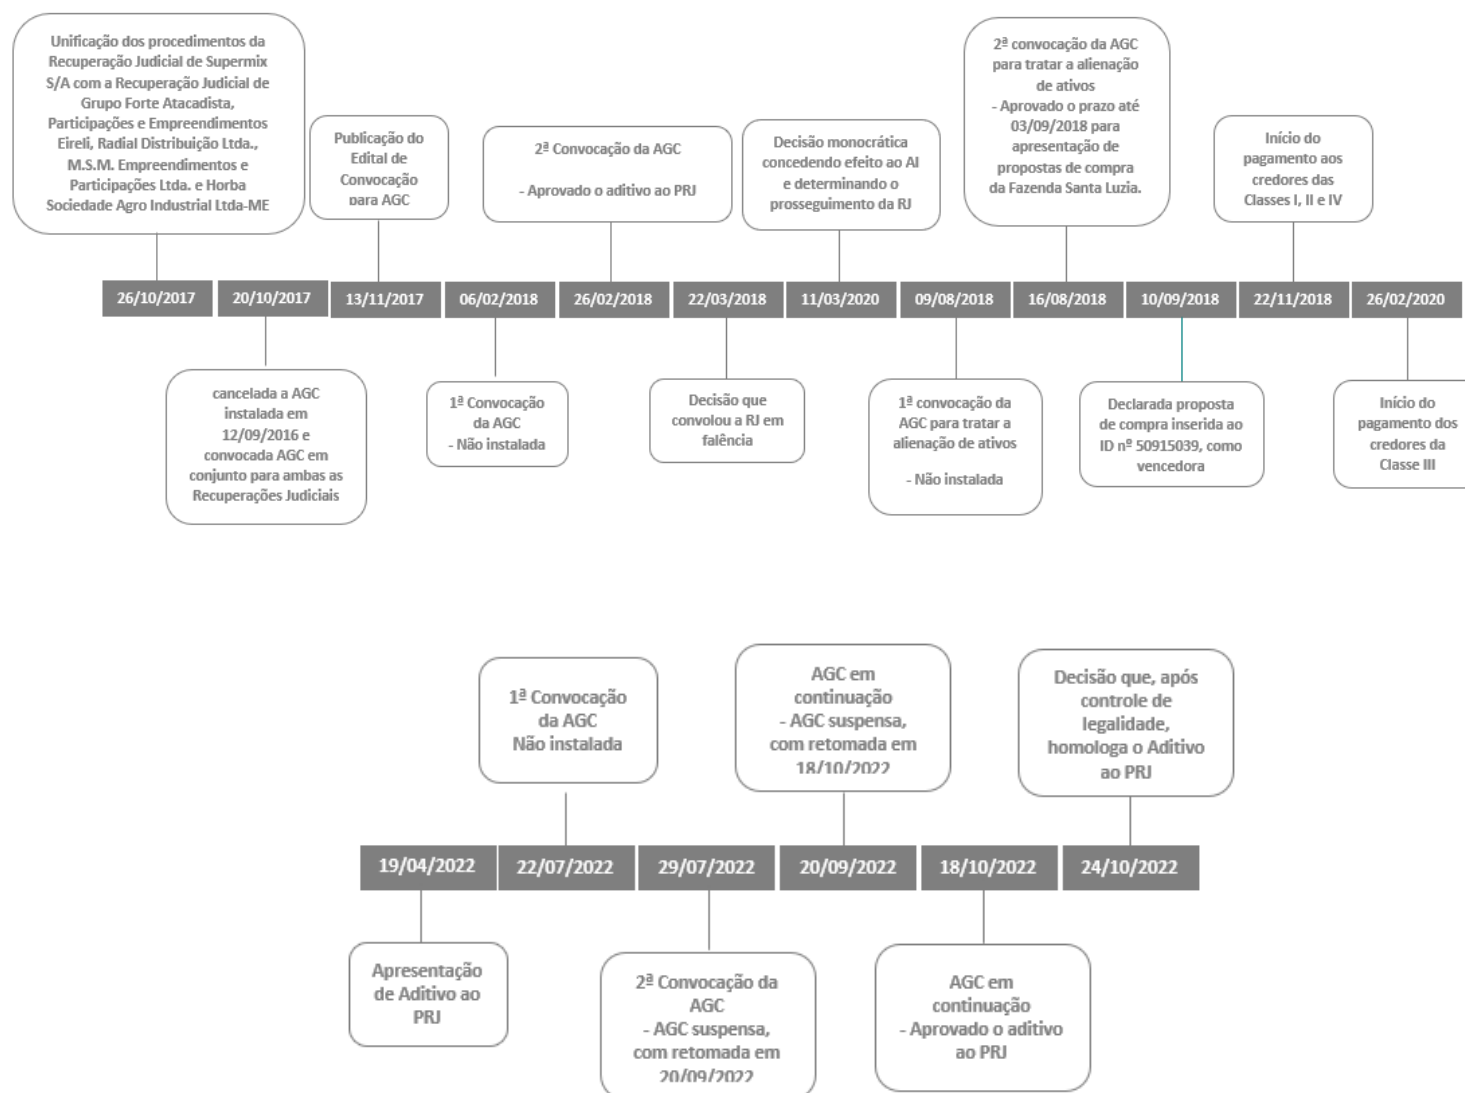 Unificação dos procedimentos da
Recuperação Judicial de Supermix
S/A com a Recuperação Judicial de
Grupo Forte Atacadista,
Participações e Empreendimentos
Eireli, Radial Distribuição Ltda.,
M.S.M. Empreendimentos e
Participações Ltda. e Horba
Sociedade Agro Industrial Ltda-ME
Publicação do
Edital de
Convocação
para AGC
2ª Convocação da AGC
- Aprovado o aditivo ao PRJ
Decisão monocrática
concedendo efeito ao AI
e determinando o
prosseguimento da RJ
2ª convocação da AGC
para tratar a alienação
de ativos
- Aprovado o prazo até
03/09/2018 para
apresentação de
propostas de compra
da Fazenda Santa Luzia.
Início do
pagamento aos
credores das
Classes I, II e IV
26/10/2017
20/10/2017
13/11/2017
06/02/2018
26/02/2018
22/03/2018
11/03/2020
09/08/2018
16/08/2018
10/09/2018
22/11/2018
26/02/2020
cancelada a AGC
instalada em
12/09/2016 e
convocada AGC em
conjunto para ambas as
Recuperações Judiciais
1ª Convocação
da AGC
- Não instalada
Decisão que
convolou a RJ em
falência
1ª convocação da
AGC para tratar a
alienação de ativos
- Não instalada
Declarada proposta
de compra inserida ao
ID nº 50915039, como
vencedora
Início do
pagamento dos
credores da
Classe III
1ª Convocação
da AGC
Não instalada
AGC em
continuação
- AGC suspensa,
com retomada em
18/10/2022
Decisão que, após
controle de
legalidade,
homologa o Aditivo
ao PRJ
19/04/2022
22/07/2022
29/07/2022
20/09/2022
18/10/2022
24/10/2022
Apresentação
de Aditivo ao
PRJ
2ª Convocação da
AGC
- AGC suspensa,
com retomada em
20/09/2022
AGC em
continuação
- Aprovado o aditivo
ao PRJ